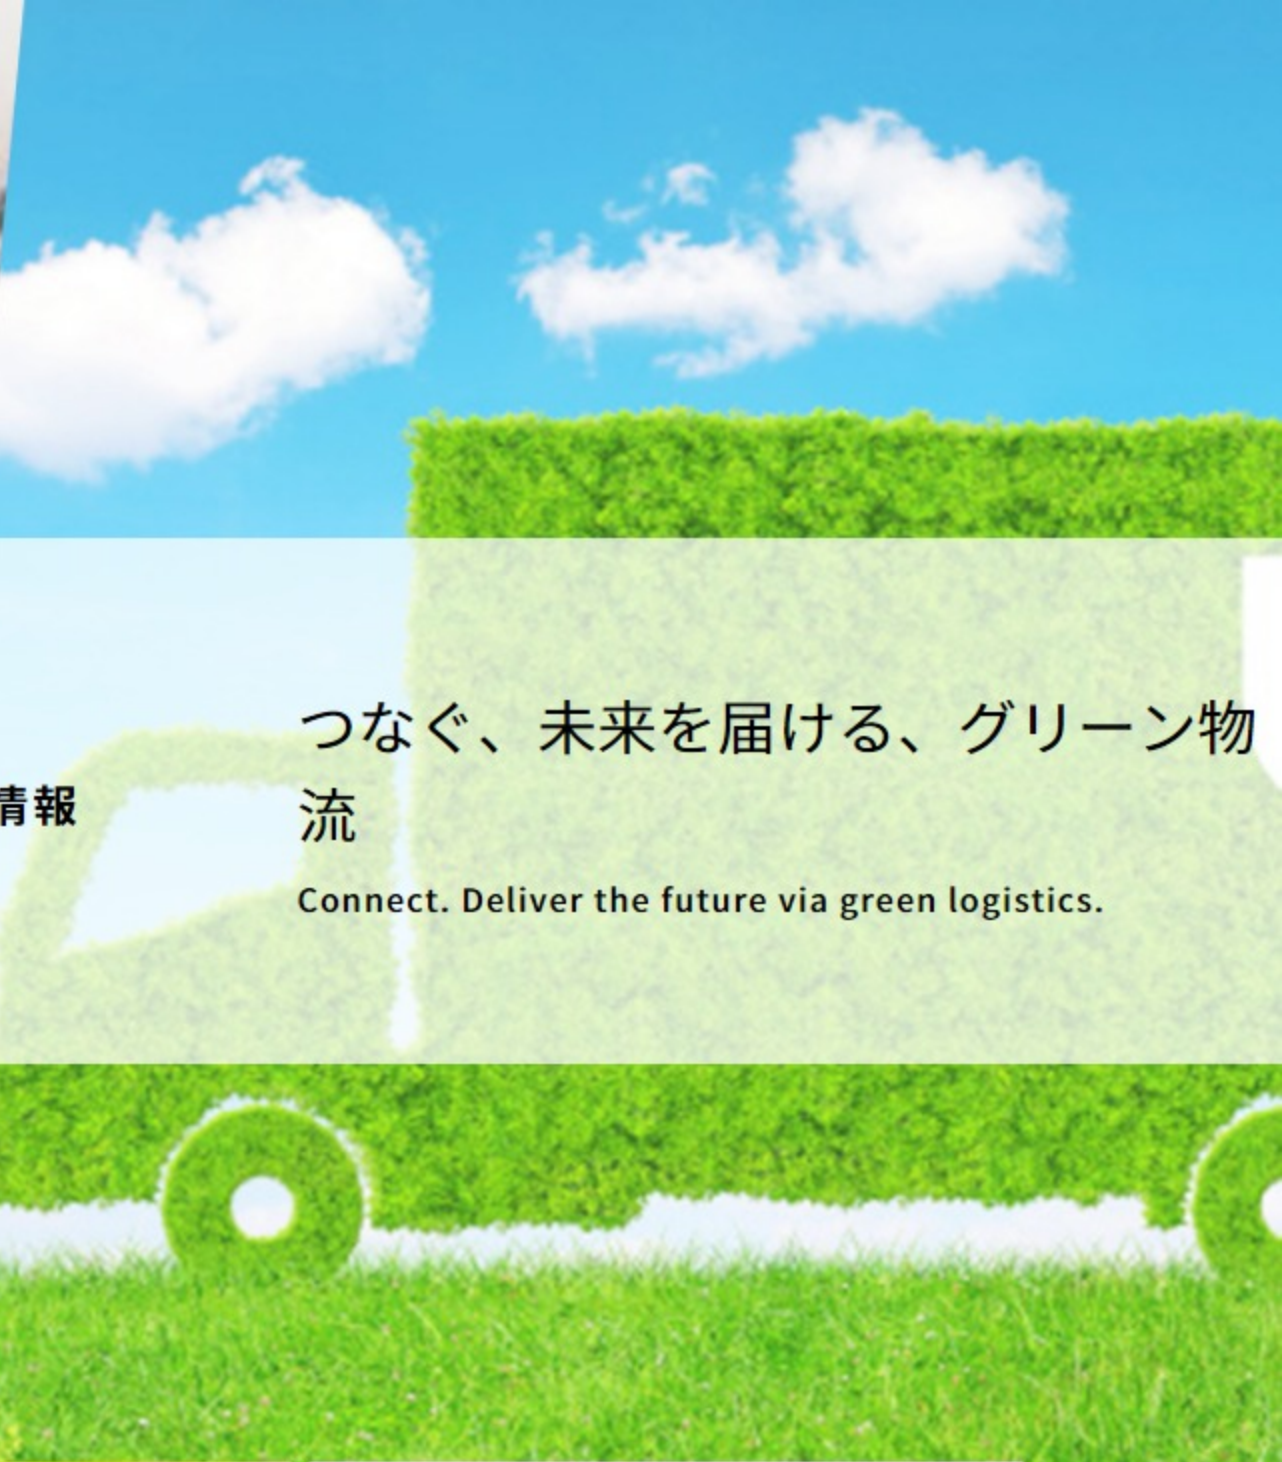 つなぐ、未来を届ける、グリーン物
流
情報
Connect. Deliver the future via green logistics.